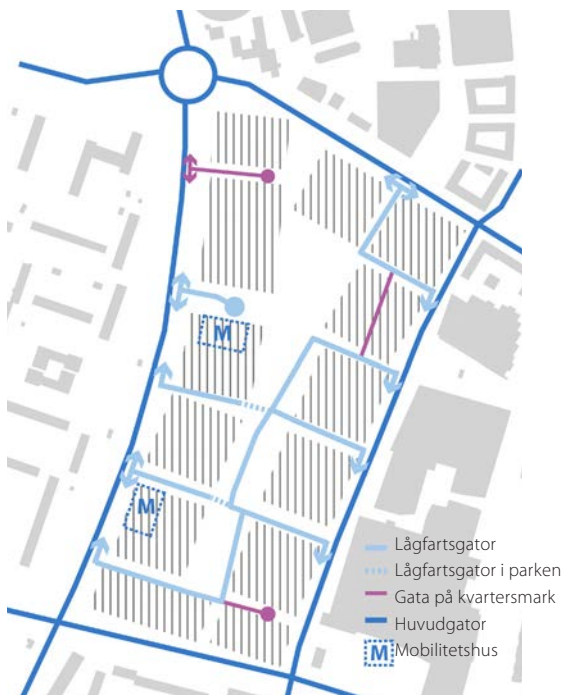 M
M
Lågfartsgator
Lågfartsgator i parken
Gata på kvartersmark
Huvudgator
M Mobilitetshus